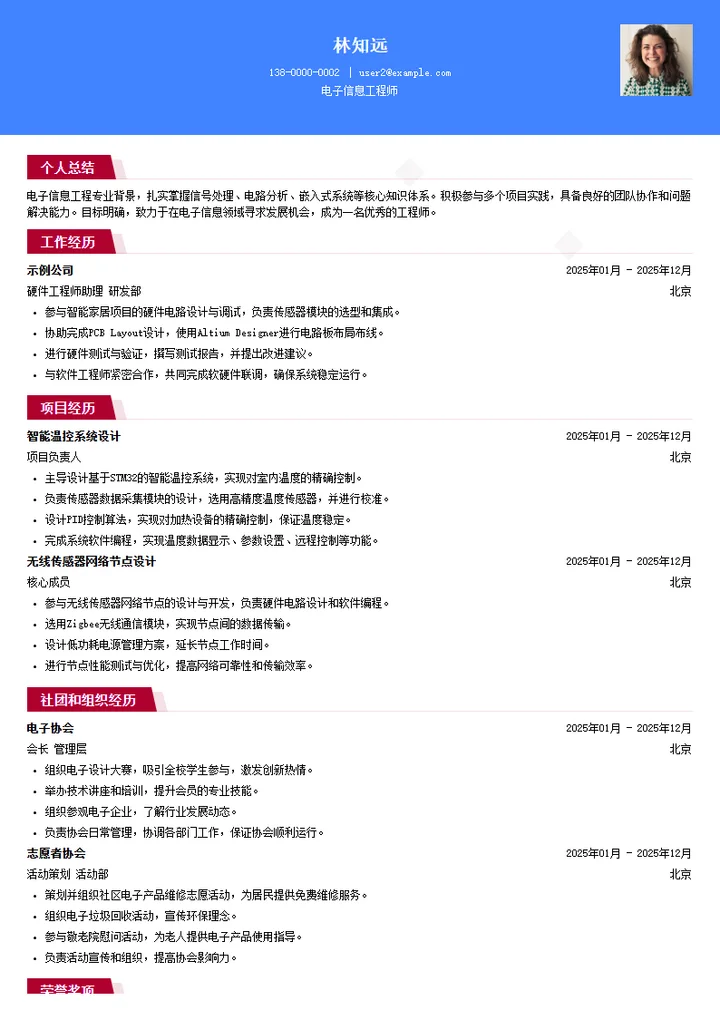 林知远
138-0000-0002 | user2@example.com
电子信息工程师
个人总结
电子信息工程专业背景，扎实掌握信号处理、电路分析、嵌入式系统等核心知识体系。积极参与多个项目实践，具备良好的团队协作和问题
解决能力。目标明确，致力于在电子信息领域寻求发展机会，成为一名优秀的工程师。
工作经历
示例公司 2025年01月 - 2025年12月
硬件工程师助理 研发部 北京
• 参与智能家居项目的硬件电路设计与调试，负责传感器模块的选型和集成。
• 协助完成PCB Layout设计，使用Altium Designer进行电路板布局布线。
• 进行硬件测试与验证，撰写测试报告，并提出改进建议。
• 与软件工程师紧密合作，共同完成软硬件联调，确保系统稳定运行。
项目经历
智能温控系统设计 2025年01月 - 2025年12月
项目负责人 北京
• 主导设计基于STM32的智能温控系统，实现对室内温度的精确控制。
• 负责传感器数据采集模块的设计，选用高精度温度传感器，并进行校准。
• 设计PID控制算法，实现对加热设备的精确控制，保证温度稳定。
• 完成系统软件编程，实现温度数据显示、参数设置、远程控制等功能。
无线传感器网络节点设计 2025年01月 - 2025年12月
核心成员 北京
• 参与无线传感器网络节点的设计与开发，负责硬件电路设计和软件编程。
• 选用Zigbee无线通信模块，实现节点间的数据传输。
• 设计低功耗电源管理方案，延长节点工作时间。
• 进行节点性能测试与优化，提高网络可靠性和传输效率。
社团和组织经历
电子协会 2025年01月 - 2025年12月
会长 管理层 北京
• 组织电子设计大赛，吸引全校学生参与，激发创新热情。
• 举办技术讲座和培训，提升会员的专业技能。
• 组织参观电子企业，了解行业发展动态。
• 负责协会日常管理，协调各部门工作，保证协会顺利运行。
志愿者协会 2025年01月 - 2025年12月
活动策划 活动部 北京
• 策划并组织社区电子产品维修志愿活动，为居民提供免费维修服务。
• 组织电子垃圾回收活动，宣传环保理念。
• 参与敬老院慰问活动，为老人提供电子产品使用指导。
• 负责活动宣传和组织，提高协会影响力。
荣誉奖项